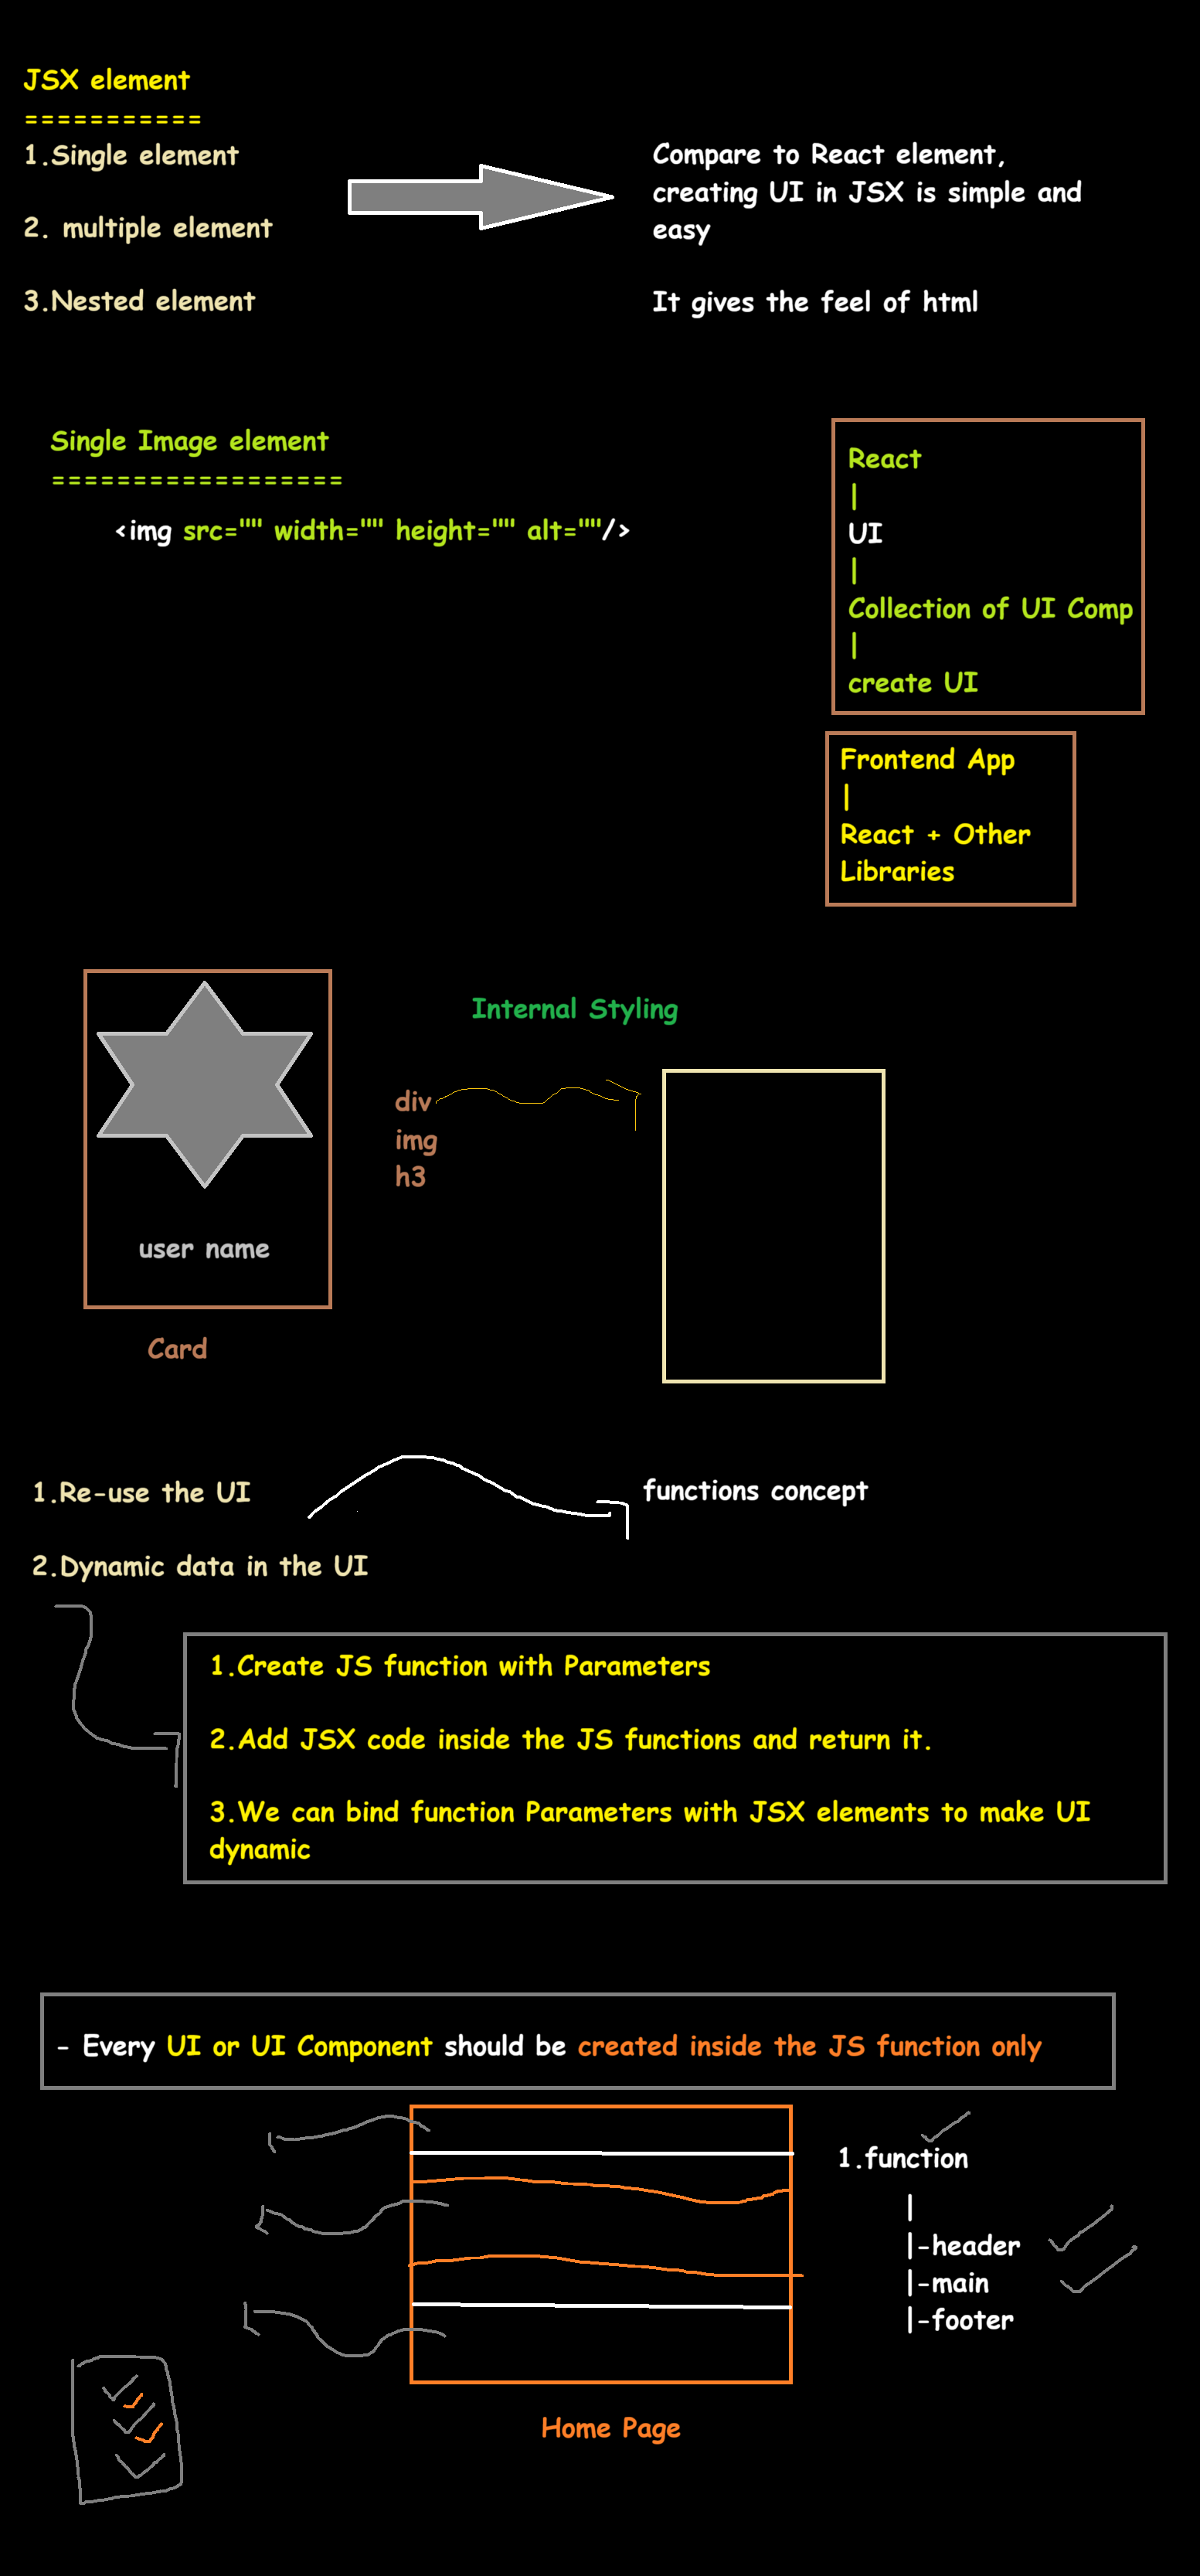 JSX element
===========
1.Single element
2. multiple element
3.Nested element
Compare to React element,
creating UI in JSX is simple and
easy
It gives the feel of html
Single Image element
==================
<img src="" width="" height="" alt=""/>
React
|
UI
|
Collection of UI Comp
|
create UI
Frontend App
|
React + Other
Libraries
user name
Card
Internal Styling
div
img
h3
1.Re-use the UI
functions concept
2.Dynamic data in the UI
1.Create JS function with Parameters
2.Add JSX code inside the JS functions and return it.
3.We can bind function Parameters with JSX elements to make UI
dynamic
- Every UI or UI Component should be created inside the JS function only
1.function
|
|-header
|-main
|-footer
Home Page